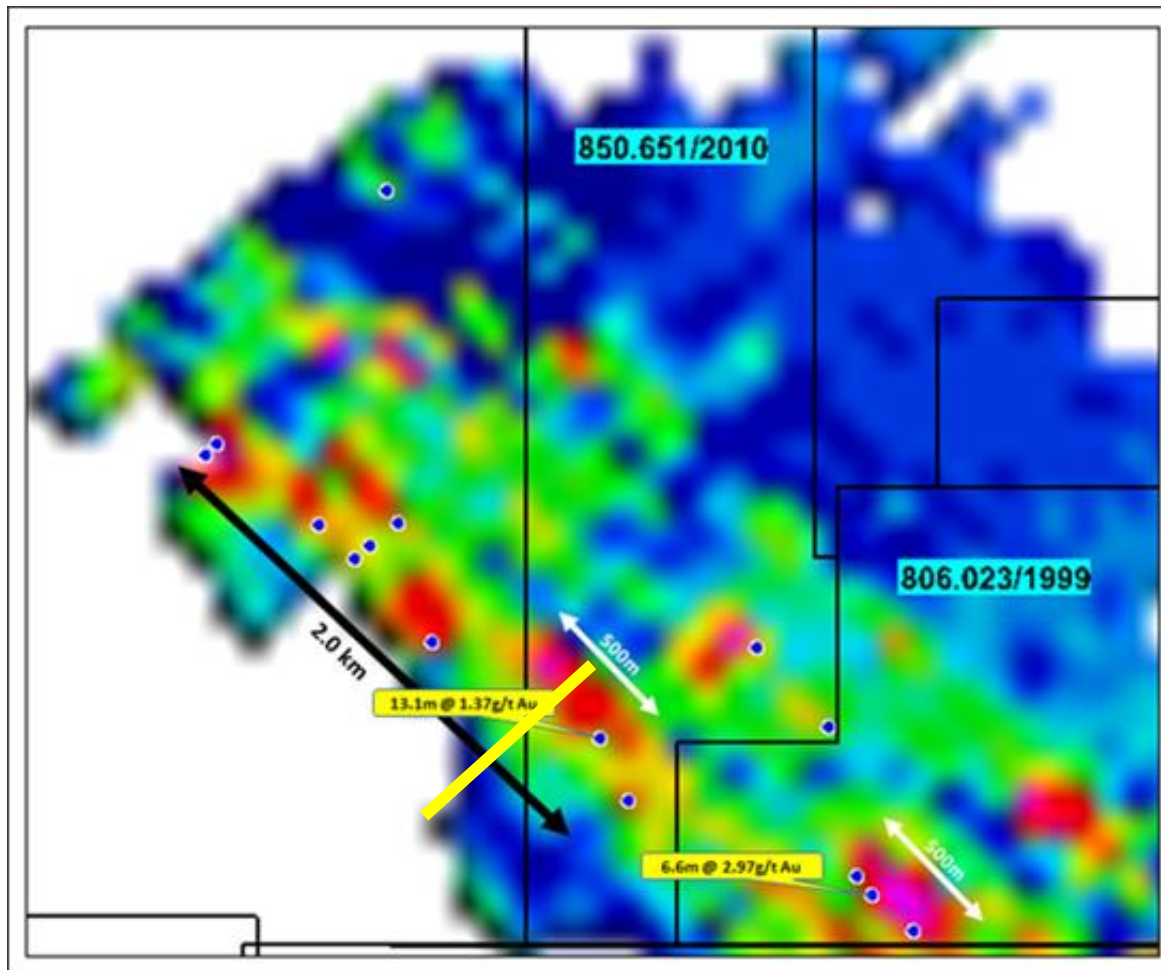 850.651/2010
806.023/1999
2.0 km
500m
13.1m @ 1.37g/t Au
500m
6.6m @ 2.97g/t Au